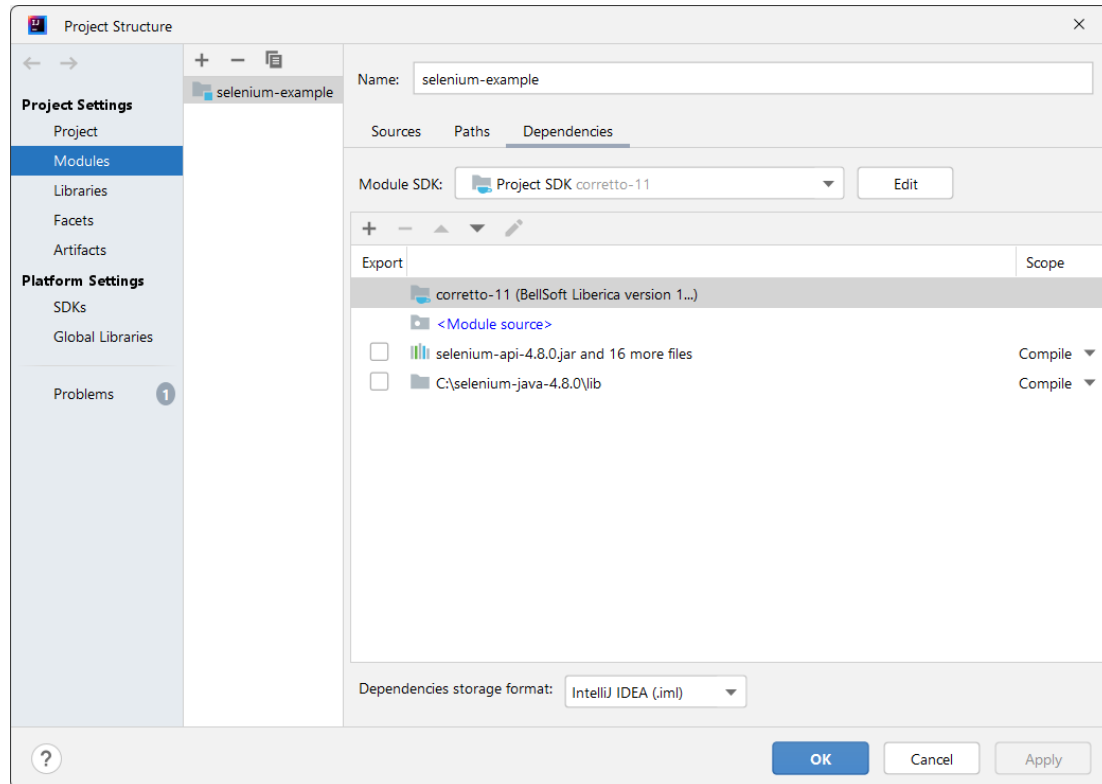 Project Structure
Project Settings
Project
Modules
Libraries
Facets
Artifacts
Platform Settings
SDKs
Global Libraries
Problems 1
selenium-example
Name: selenium-example
Sources Paths Dependencies
Module SDK: Project SDK corretto-11 Edit
Export Scope
corretto-11 (BellSoft Liberica version 1...)
<Module source>
selenium-api-4.8.0.jar and 16 more files Compile
C:\selenium-java-4.8.0\lib Compile
Dependencies storage format: IntelliJ IDEA (.iml)
? OK Cancel Apply